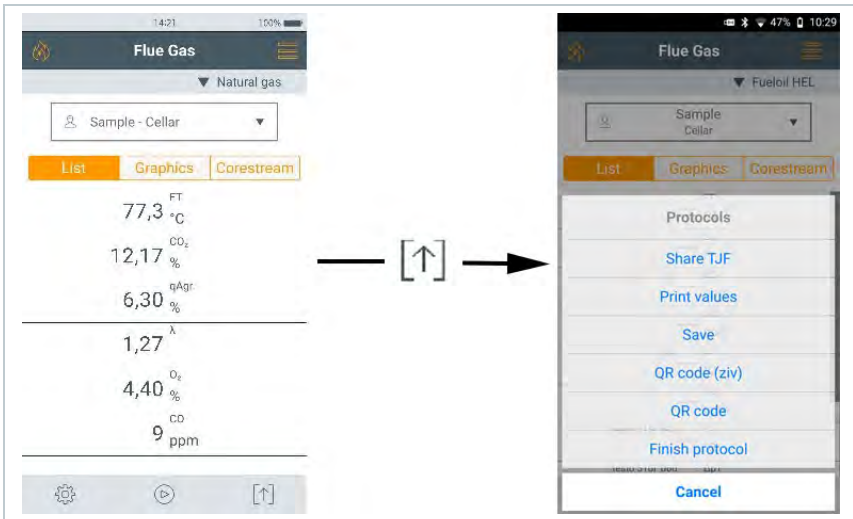 14:21 100%
Flue Gas
Natural gas
Sample - Cellar
List Graphics Corestream
77,3 FT °C
12,17 CO₂ %
6,30 qAgr. %
1,27 λ
4,40 O₂ %
9 CO ppm
47% 10:29
Flue Gas
Fueloil HEL
Sample
Cellar
List Graphics Corestream
Protocols
Share TJF
Print values
Save
QR code (ziv)
QR code
Finish protocol
Cancel